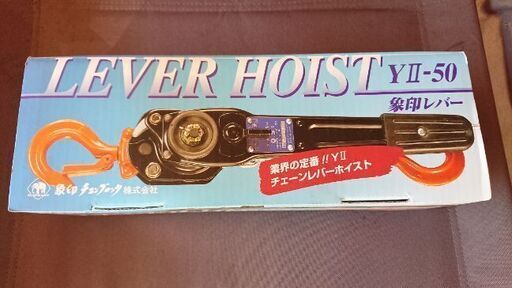 LEVER HOIST YⅡ-50
象印レバー
業界の定番!!YⅡ
チェーンレバーホイスト
象印チェンブロック株式会社